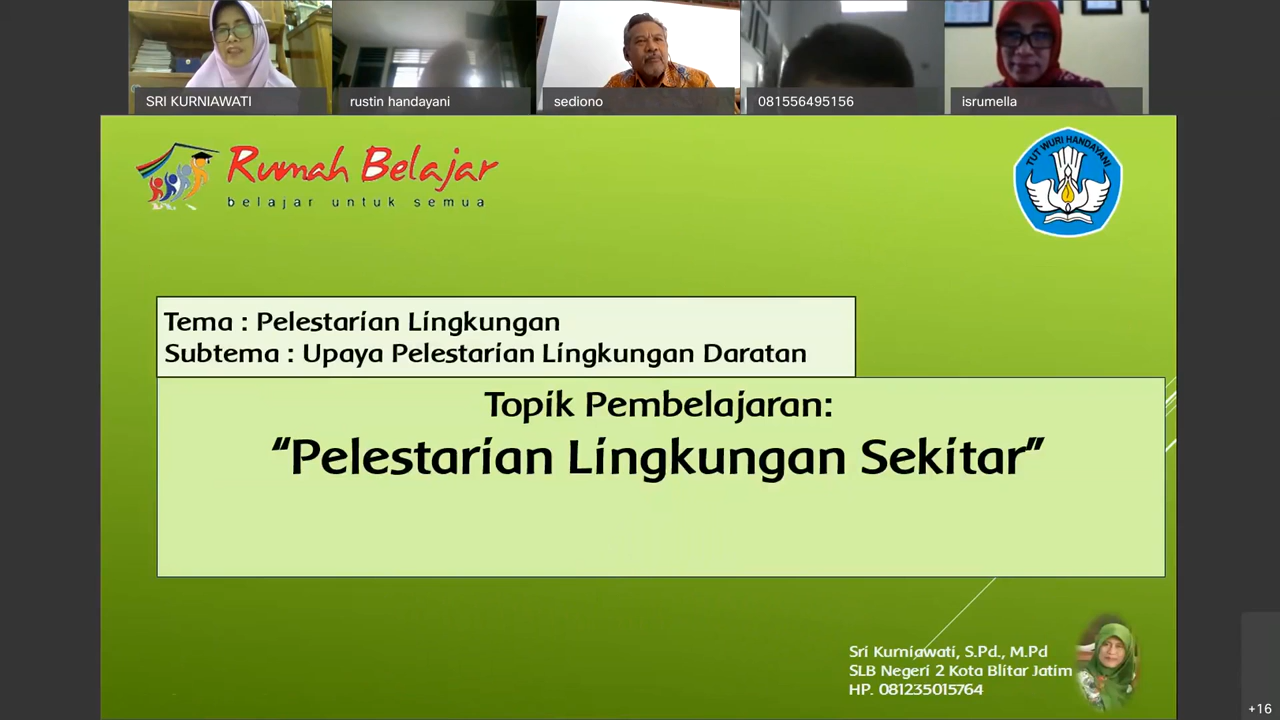 SRI KURNIAWATI
rustin handayani
sediono
081556495156
isrumella
Rumah Belajar
belajar untuk semua
TUT WURI HANDAYANI
Tema : Pelestarian Lingkungan
Subtema : Upaya Pelestarian Lingkungan Daratan
Topik Pembelajaran:
“Pelestarian Lingkungan Sekitar”
Sri Kurniawati, S.Pd., M.Pd
SLB Negeri 2 Kota Blitar Jatim
HP. 081235015764
+16